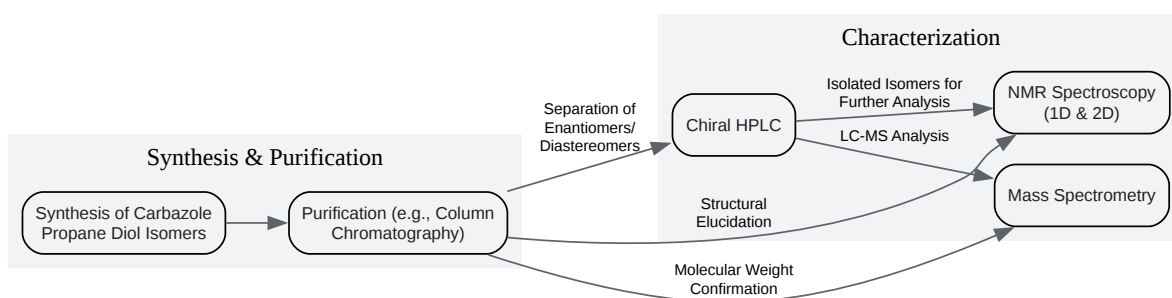 Characterization
Isolated Isomers for
Further Analysis
NMR Spectroscopy
(1D & 2D)
Separation of
Enantiomers/
Diastereomers
Chiral HPLC
LC-MS Analysis
Synthesis & Purification
Mass Spectrometry
Synthesis of Carbazole
Propane Diol Isomers
Purification (e.g., Column
Chromatography)
Structural
Elucidation
Molecular Weight
Confirmation